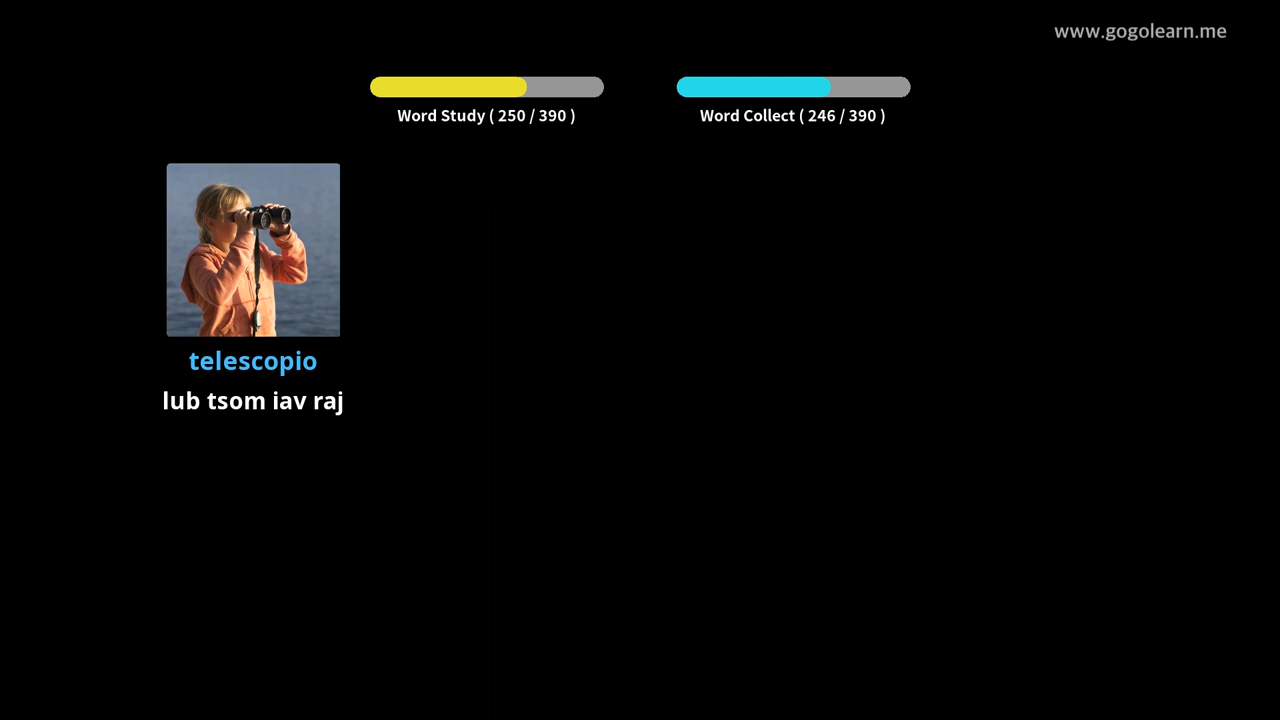 www.gogolearn.me
Word Study ( 250 / 390 )
Word Collect ( 246 / 390 )
telescopio
lub tsom iav raj